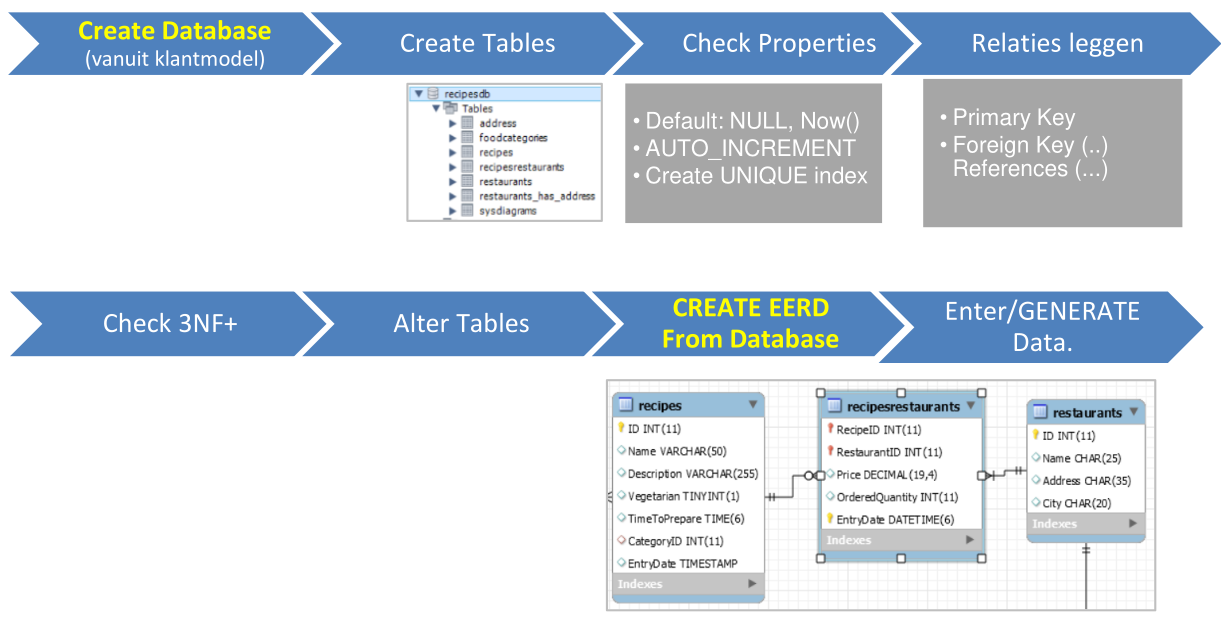 Create Database
(vanuit klantmodel)
Create Tables
Check Properties
Relaties leggen
recipesdb
Tables
address
foodcategories
recipes
recipesrestaurants
restaurants
restaurants_has_address
sysdiagrams
• Default: NULL, Now()
• AUTO_INCREMENT
• Create UNIQUE index
• Primary Key
• Foreign Key (..)
References (...)
Check 3NF+
Alter Tables
CREATE EERD
From Database
Enter/GENERATE
Data.
recipes
ID INT(11)
Name VARCHAR(50)
Description VARCHAR(255)
Vegetarian TINYINT(1)
TimeToPrepare TIME(6)
CategoryID INT(11)
EntryDate TIMESTAMP
Indexes
recipesrestaurants
RecipeID INT(11)
RestaurantID INT(11)
Price DECIMAL(19,4)
OrderedQuantity INT(11)
EntryDate DATETIME(6)
Indexes
restaurants
ID INT(11)
Name CHAR(25)
Address CHAR(35)
City CHAR(20)
Indexes